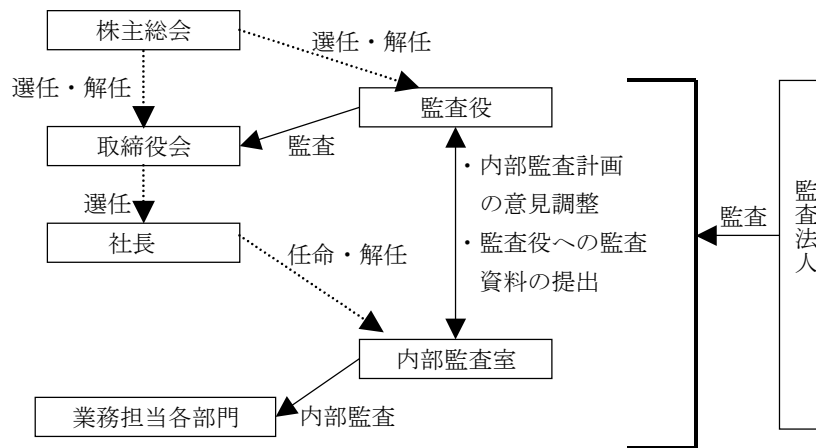 株主総会
選任・解任
選任・解任
監査役
取締役会
監査
・内部監査計画
の意見調整
・監査役への監査
資料の提出
選任
社長
任命・解任
監査
監査法人
内部監査室
業務担当各部門
内部監査